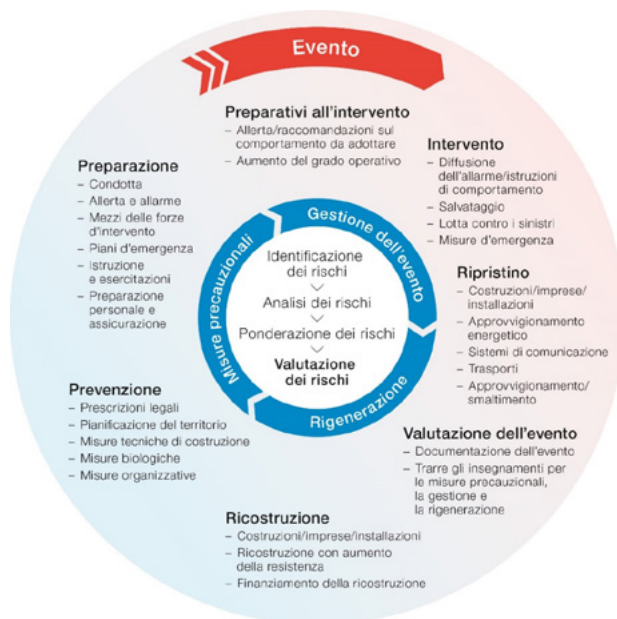 Evento
Preparativi all'intervento
– Allerta/raccomandazioni sul
comportamento da adottare
– Aumento del grado operativo
Intervento
– Diffusione
dell'allarme/istruzioni
di comportamento
– Salvataggio
– Lotta contro i sinistri
– Misure d'emergenza
Ripristino
– Costruzioni/imprese/
installazioni
– Approvvigionamento
energetico
– Sistemi di comunicazione
– Trasporti
– Approvvigionamento/
smaltimento
Valutazione dell'evento
– Documentazione dell'evento
– Trarre gli insegnamenti per
le misure precauzionali,
la gestione e
la rigenerazione
Ricostruzione
– Costruzioni/imprese/installazioni
– Ricostruzione con aumento
della resistenza
– Finanziamento della ricostruzione
Prevenzione
– Prescrizioni legali
– Pianificazione del territorio
– Misure tecniche di costruzione
– Misure biologiche
– Misure organizzative
Preparazione
– Condotta
– Allerta e allarme
– Mezzi delle forze
d'intervento
– Piani d'emergenza
– Istruzione
e esercitazioni
– Preparazione
personale e
assicurazione
Gestione dell'evento
Rigenerazione
Misure precauzionali
Identificazione
dei rischi
Analisi dei rischi
Ponderazione dei rischi
Valutazione
dei rischi